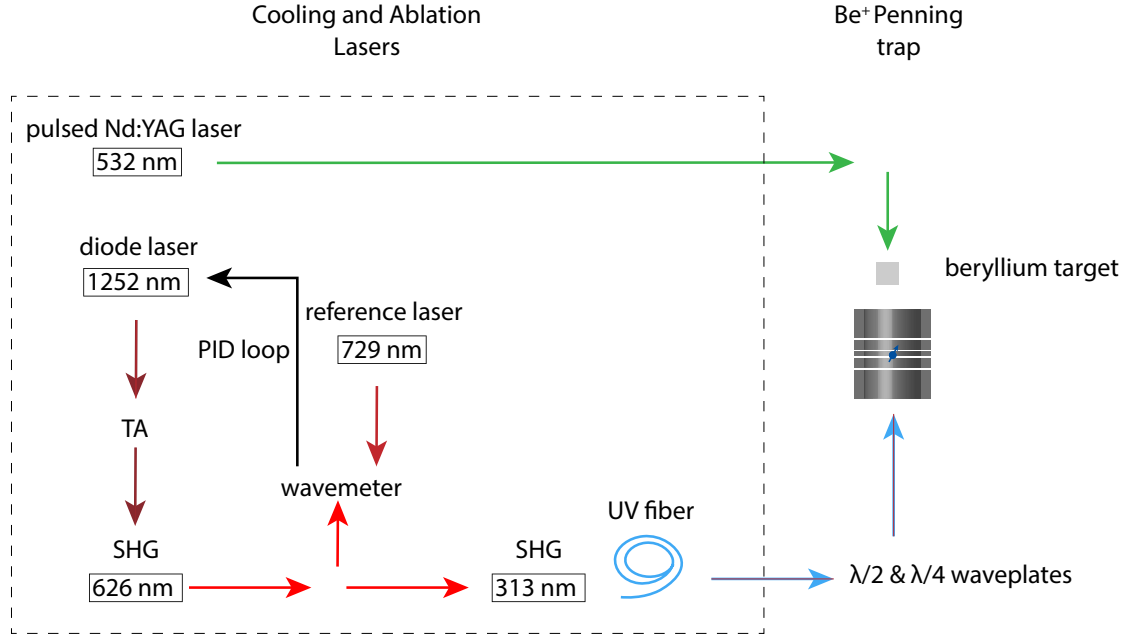 Cooling and Ablation
Lasers
Be⁺ Penning
trap
pulsed Nd:YAG laser
532 nm
diode laser
1252 nm
beryllium target
reference laser
729 nm
PID loop
TA
wavemeter
UV fiber
SHG
626 nm
SHG
313 nm
λ/2 & λ/4 waveplates